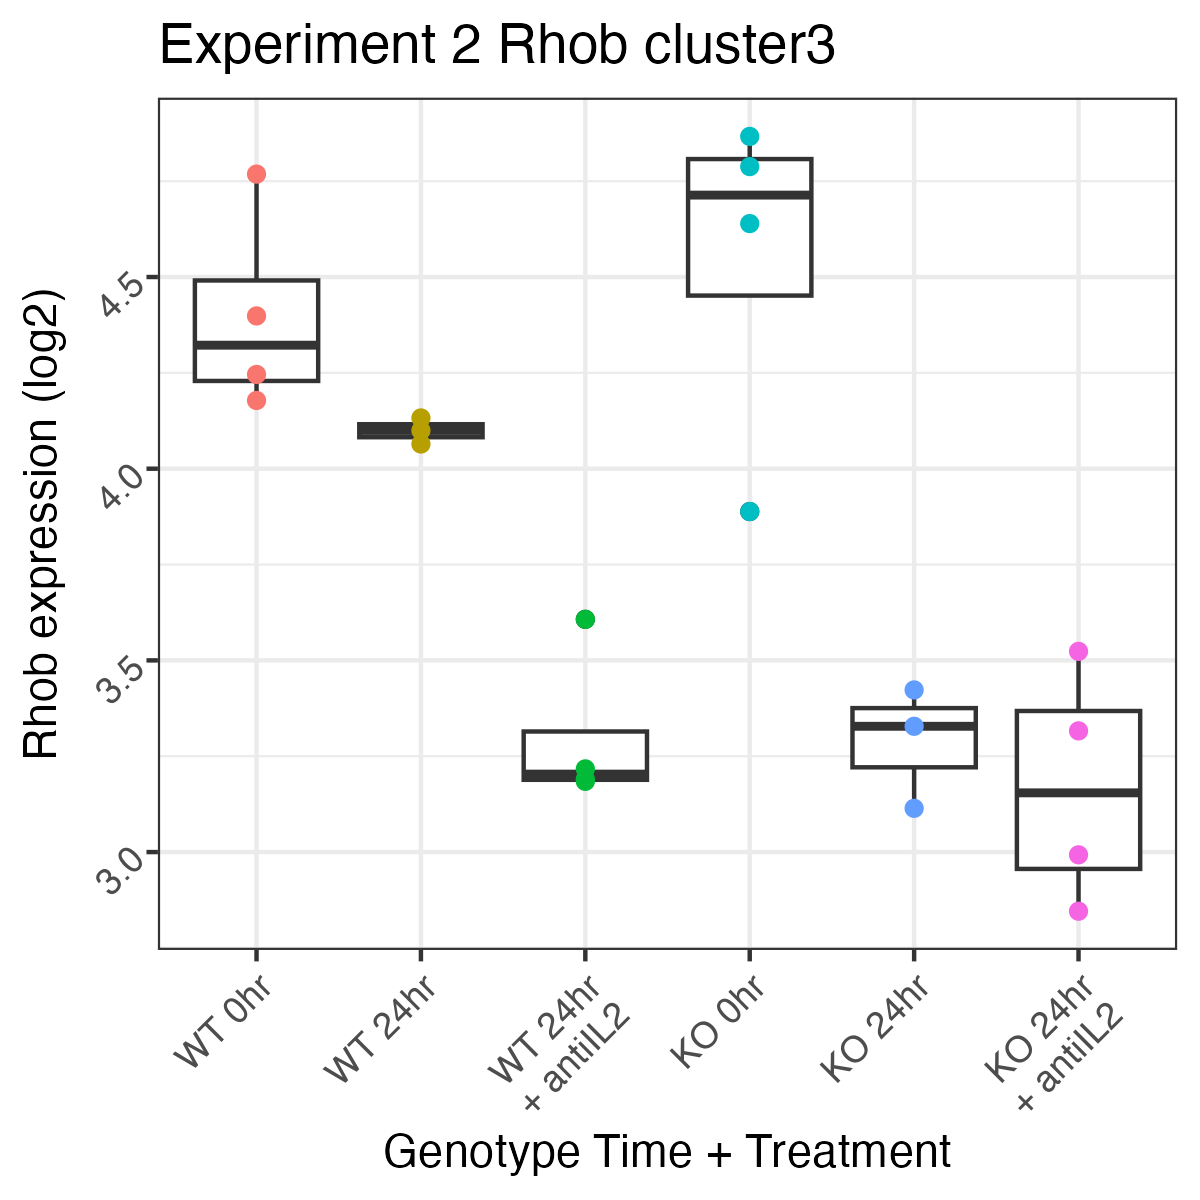 Experiment 2 Rhob cluster3
Rhob expression (log2)
4.5
4.0
3.5
3.0
WT 0hr
WT 24hr
WT 24hr
+ antiIL2
KO 0hr
KO 24hr
KO 24hr
+ antiIL2
Genotype Time + Treatment